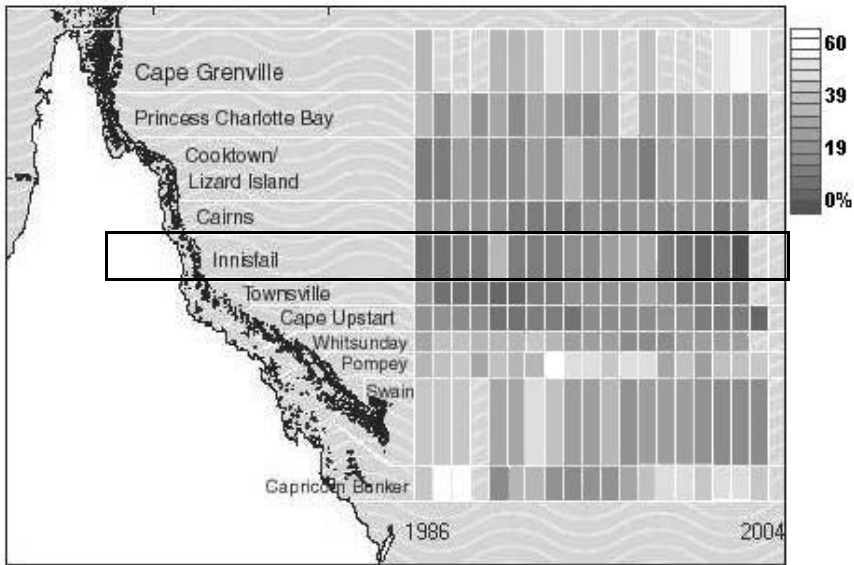 60
Cape Grenville
39
Princess Charlotte Bay
19
Cooktown/
Lizard Island
0%
Cairns
Innisfail
Townsville
Cape Upstart
Whitsunday
Pompey
Swain
Capricorn Bunker
1986
2004